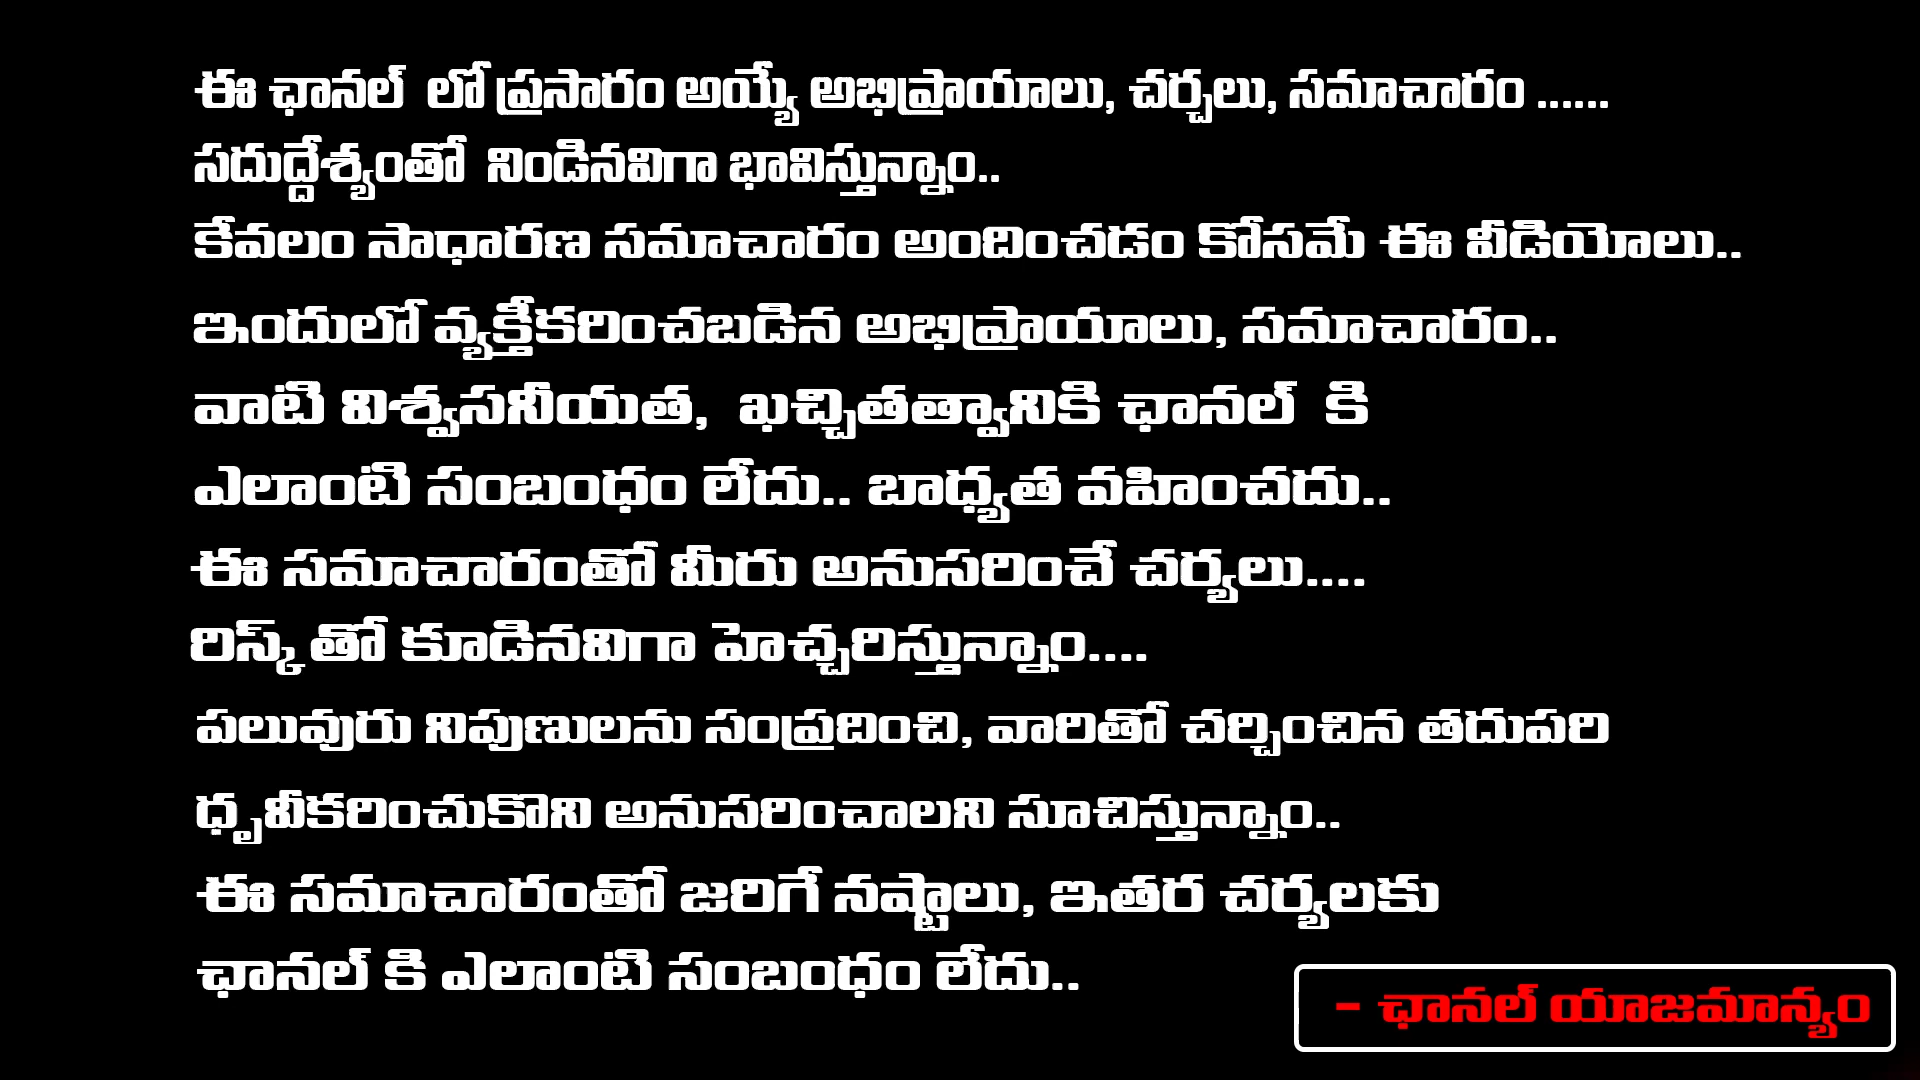 ఈ ఛానల్ లో ప్రసారం అయ్యే అభిప్రాయాలు, చర్చలు, సమాచారం ......
సదుద్దేశ్యంతో నిండినవిగా భావిస్తున్నాం..
కేవలం సాధారణ సమాచారం అందించడం కోసమే ఈ వీడియోలు..
ఇందులో వ్యక్తీకరించబడిన అభిప్రాయాలు, సమాచారం..
వాటి విశ్వసనీయత, ఖచ్చితత్వానికి ఛానల్ కి
ఎలాంటి సంబంధం లేదు.. బాధ్యత వహించదు..
ఈ సమాచారంతో మీరు అనుసరించే చర్యలు....
రిస్క్ తో కూడినవిగా హెచ్చరిస్తున్నాం....
పలువురు నిపుణులను సంప్రదించి, వారితో చర్చించిన తదుపరి
ధృవీకరించుకొని అనుసరించాలని సూచిస్తున్నాం..
ఈ సమాచారంతో జరిగే నష్టాలు, ఇతర చర్యలకు
ఛానల్ కి ఎలాంటి సంబంధం లేదు..
- ఛానల్ యాజమాన్యం